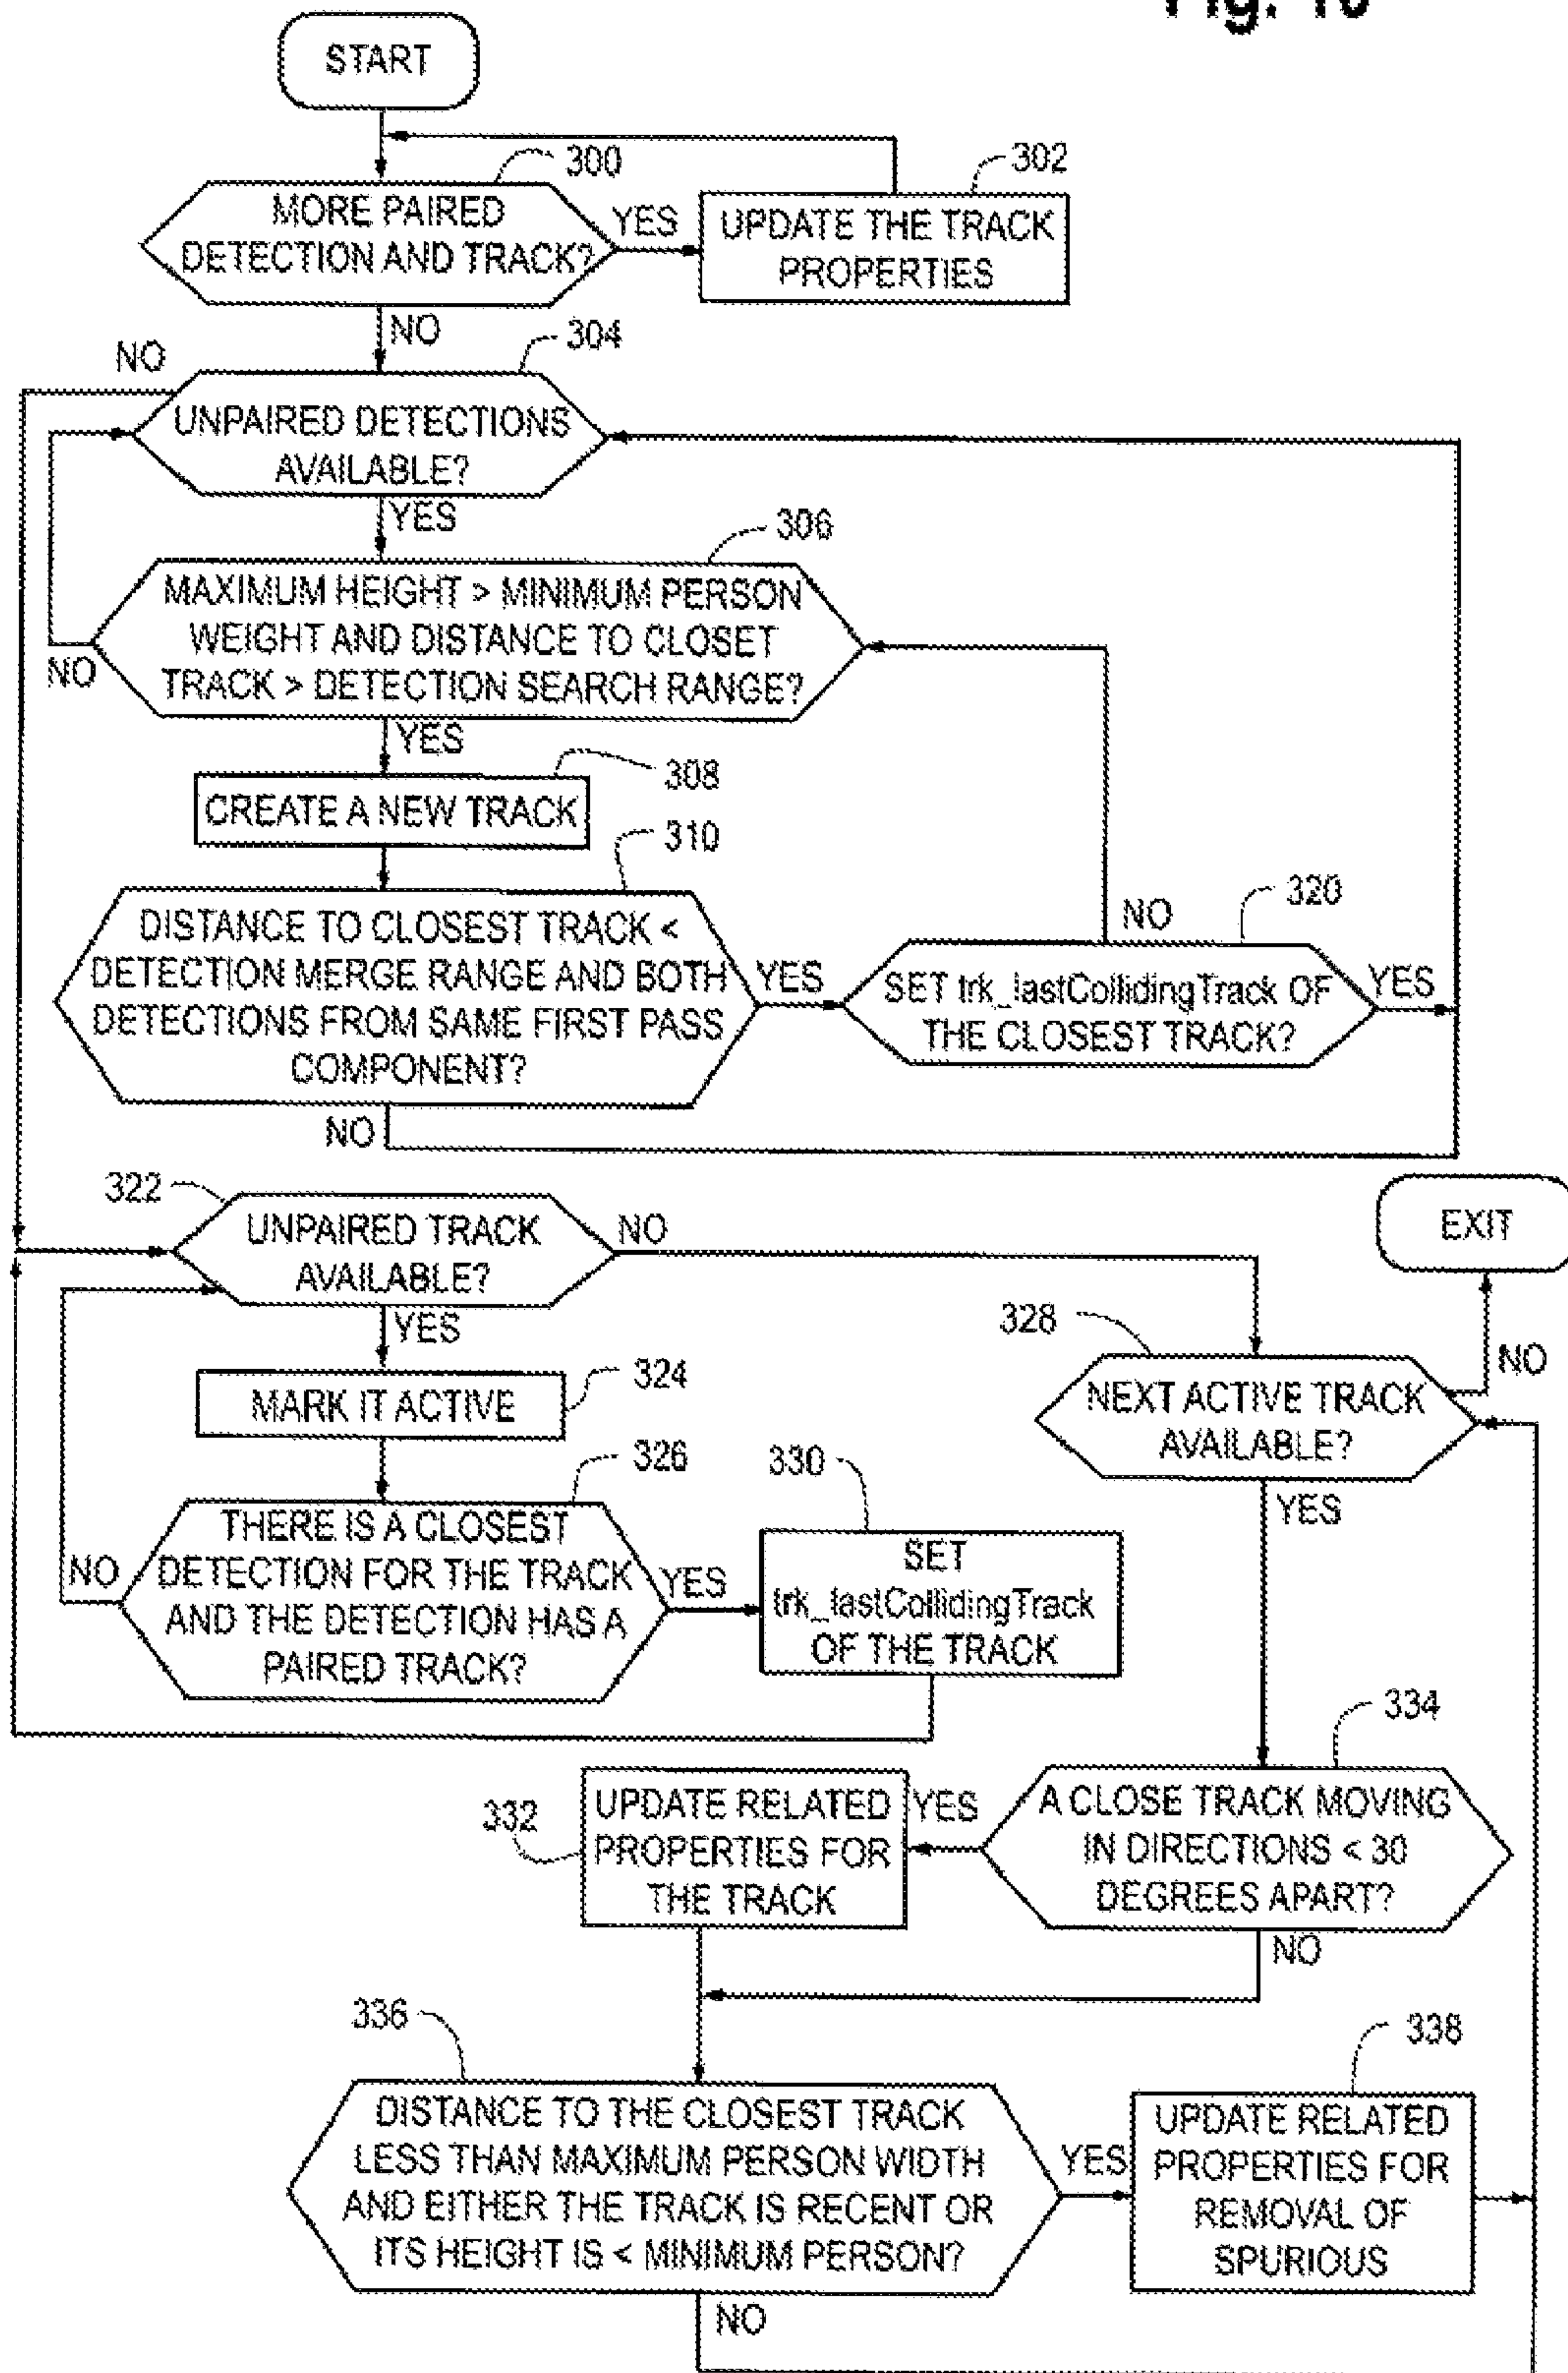 START
300
302
MORE PAIRED
DETECTION AND TRACK?
YES
UPDATE THE TRACK
PROPERTIES
NO
304
NO
UNPAIRED DETECTIONS
AVAILABLE?
YES
306
MAXIMUM HEIGHT > MINIMUM PERSON
WEIGHT AND DISTANCE TO CLOSET
TRACK > DETECTION SEARCH RANGE?
NO
YES
308
CREATE A NEW TRACK
310
DISTANCE TO CLOSEST TRACK <
DETECTION MERGE RANGE AND BOTH
DETECTIONS FROM SAME FIRST PASS
COMPONENT?
YES
NO
320
SET trk_lastCollidingTrack OF
THE CLOSEST TRACK?
YES
NO
322
UNPAIRED TRACK
AVAILABLE?
NO
EXIT
YES
328
NO
324
MARK IT ACTIVE
NEXT ACTIVE TRACK
AVAILABLE?
326
330
YES
THERE IS A CLOSEST
DETECTION FOR THE TRACK
AND THE DETECTION HAS A
PAIRED TRACK?
NO
YES
SET
trk_lastCollidingTrack
OF THE TRACK
334
332
UPDATE RELATED
PROPERTIES FOR
THE TRACK
YES
A CLOSE TRACK MOVING
IN DIRECTIONS < 30
DEGREES APART?
NO
336
338
DISTANCE TO THE CLOSEST TRACK
LESS THAN MAXIMUM PERSON WIDTH
AND EITHER THE TRACK IS RECENT OR
ITS HEIGHT IS < MINIMUM PERSON?
YES
UPDATE RELATED
PROPERTIES FOR
REMOVAL OF
SPURIOUS
NO